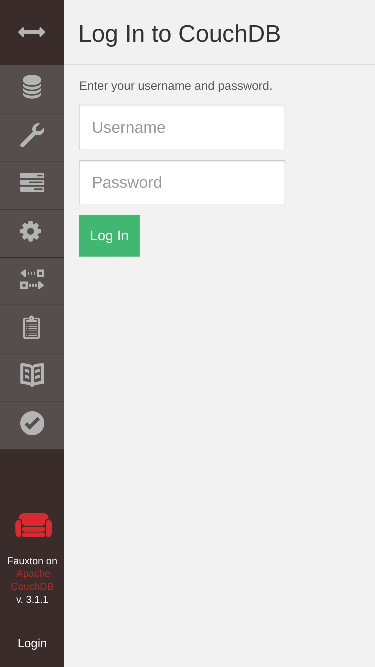 Log In to CouchDB
Enter your username and password.
Username
Password
Log In
Fauxton on
Apache
CouchDB
v. 3.1.1
Login